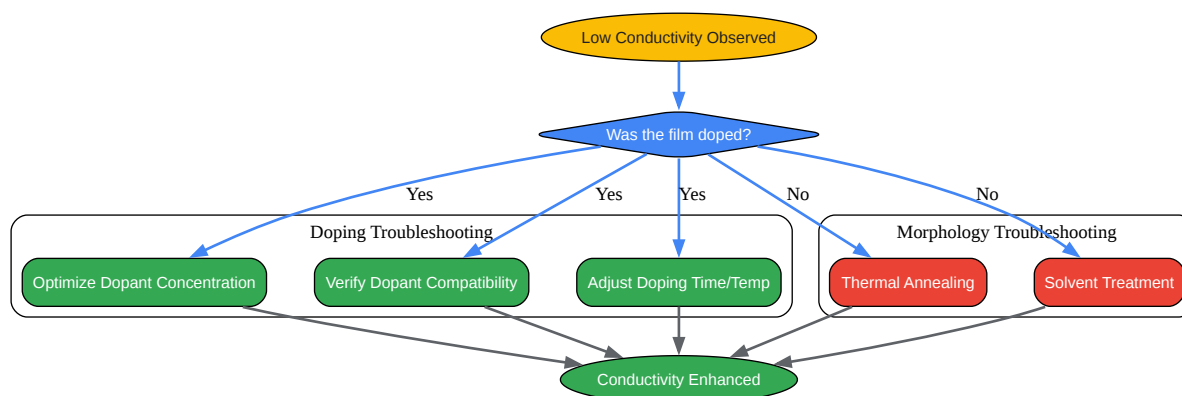 Low Conductivity Observed
Was the film doped?
Yes
Yes
Yes
No
No
Doping Troubleshooting
Morphology Troubleshooting
Optimize Dopant Concentration
Verify Dopant Compatibility
Adjust Doping Time/Temp
Thermal Annealing
Solvent Treatment
Conductivity Enhanced